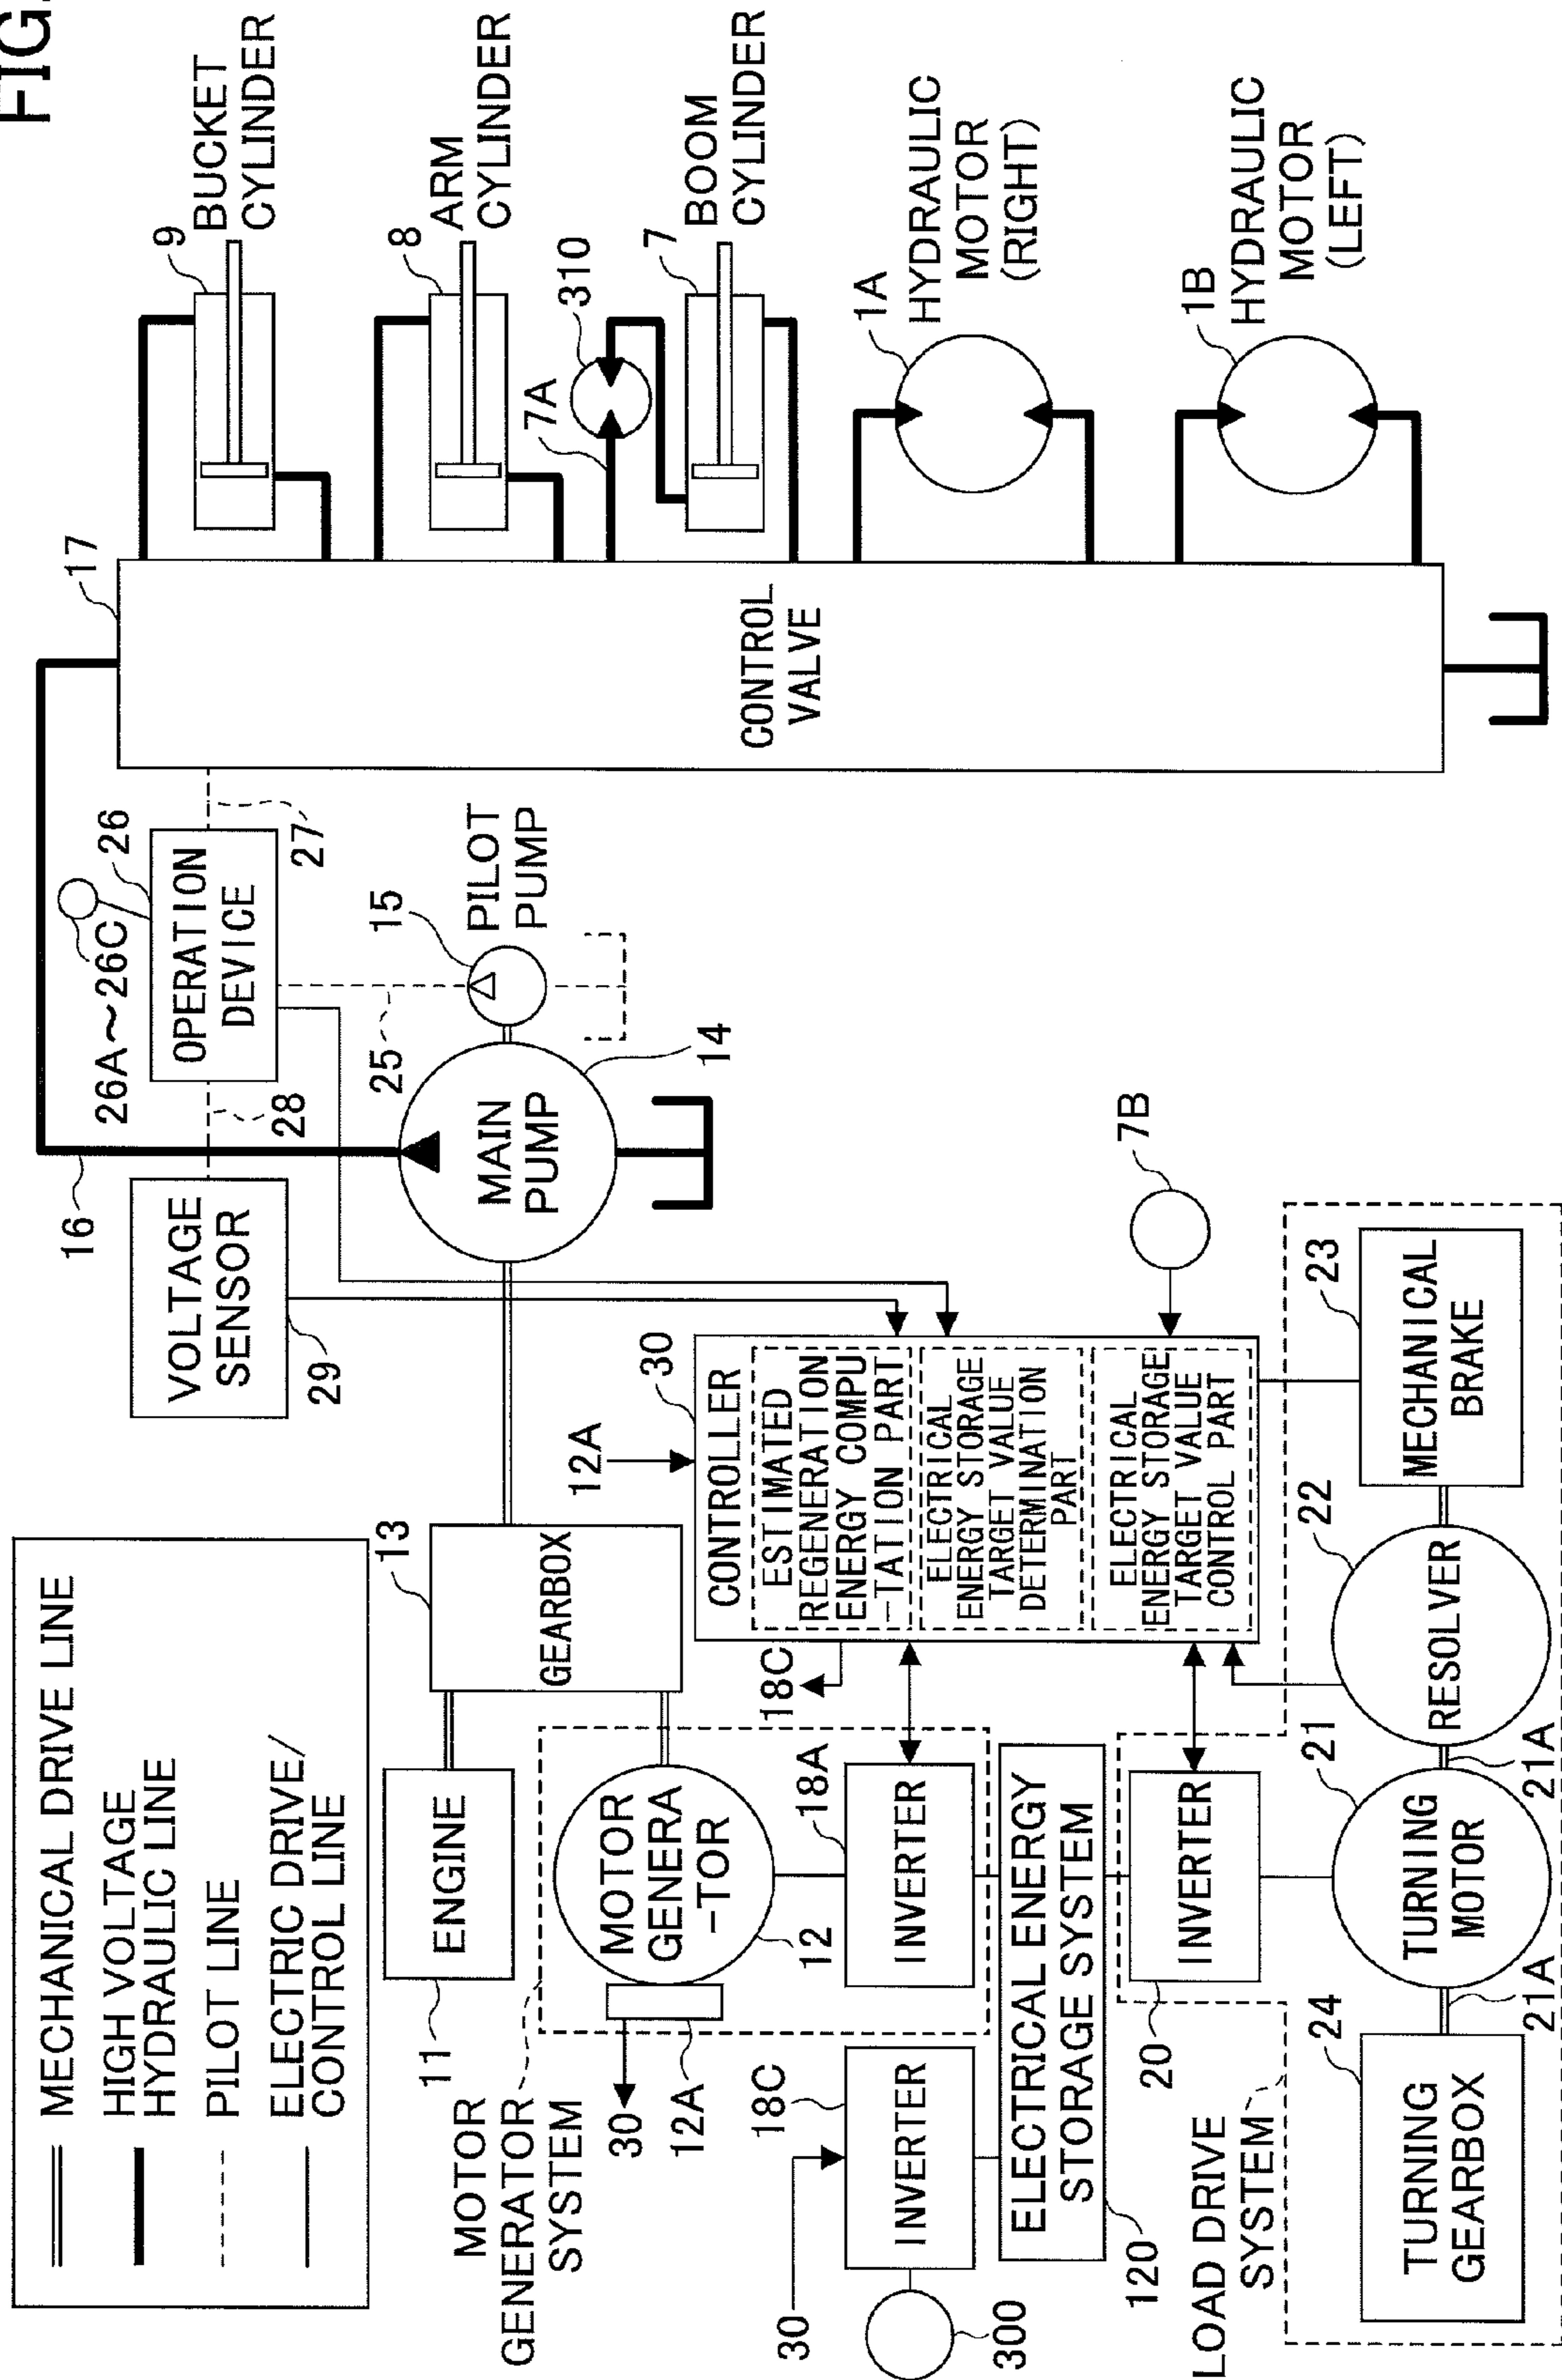 FIG.
MECHANICAL DRIVE LINE
HIGH VOLTAGE
HYDRAULIC LINE
PILOT LINE
ELECTRIC DRIVE/
CONTROL LINE
16
VOLTAGE
SENSOR
29
28
26A~26C
26
OPERATION
DEVICE
27
25
15
PILOT
PUMP
MAIN
PUMP
14
17
CONTROL
VALVE
9
BUCKET
CYLINDER
8
ARM
CYLINDER
310
7A
7
BOOM
CYLINDER
1A
HYDRAULIC
MOTOR
(RIGHT)
1B
HYDRAULIC
MOTOR
(LEFT)
11
ENGINE
13
GEARBOX
MOTOR
GENERATOR
SYSTEM
MOTOR
GENERA
-TOR
12
30
12A
18A
INVERTER
18C
30
INVERTER
300
ELECTRICAL ENERGY
STORAGE SYSTEM
120
12A
30
CONTROLLER
ESTIMATED
REGENERATION
ENERGY COMPU
-TATION PART
ELECTRICAL
ENERGY STORAGE
TARGET VALUE
DETERMINATION
PART
ELECTRICAL
ENERGY STORAGE
TARGET VALUE
CONTROL PART
18C
7B
LOAD DRIVE
SYSTEM
20
INVERTER
24
TURNING
GEARBOX
21A
21
TURNING
MOTOR
21A
22
RESOLVER
23
MECHANICAL
BRAKE